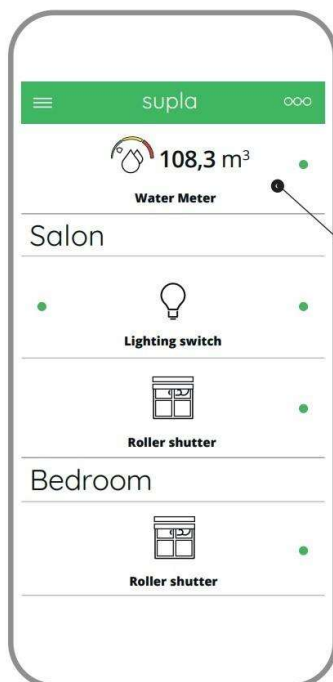 supla
108,3 m³
Water Meter
Salon
Lighting switch
Roller shutter
Bedroom
Roller shutter